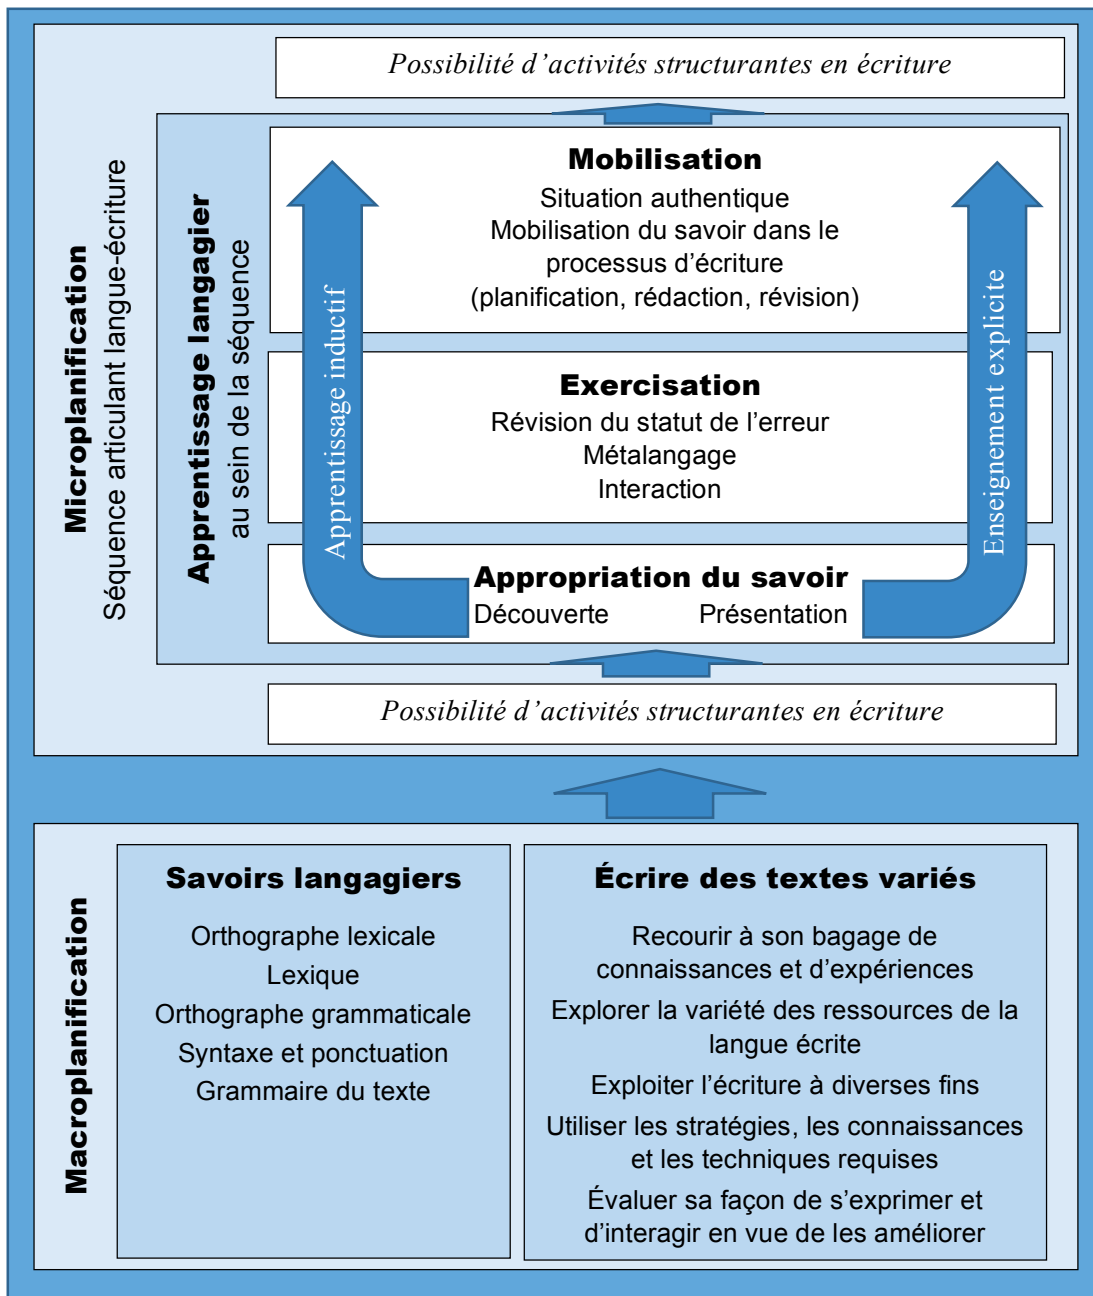 Possibilité d’activités structurantes en écriture
Microplanification
Séquence articulant langue-écriture
Apprentissage langagier
au sein de la séquence
Apprentissage inductif
Enseignement explicite
Mobilisation
Situation authentique
Mobilisation du savoir dans le
processus d’écriture
(planification, rédaction, révision)
Exercisation
Révision du statut de l’erreur
Métalangage
Interaction
Appropriation du savoir
Découverte Présentation
Possibilité d’activités structurantes en écriture
Macroplanification
Savoirs langagiers
Orthographe lexicale
Lexique
Orthographe grammaticale
Syntaxe et ponctuation
Grammaire du texte
Écrire des textes variés
Recourir à son bagage de
connaissances et d’expériences
Explorer la variété des ressources de la
langue écrite
Exploiter l’écriture à diverses fins
Utiliser les stratégies, les connaissances
et les techniques requises
Évaluer sa façon de s’exprimer et
d’interagir en vue de les améliorer